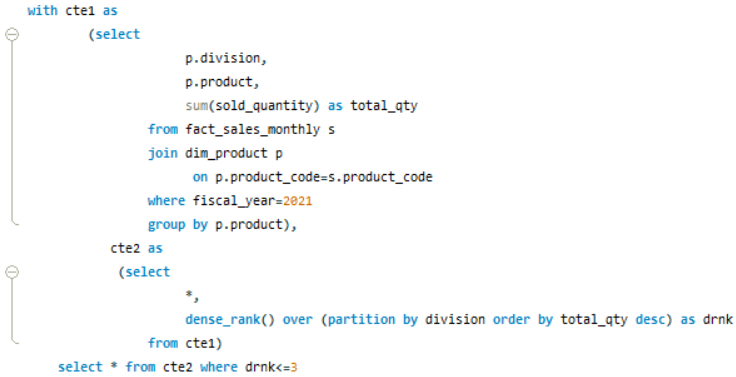 with cte1 as
(select
p.division,
p.product,
sum(sold_quantity) as total_qty
from fact_sales_monthly s
join dim_product p
on p.product_code=s.product_code
where fiscal_year=2021
group by p.product),
cte2 as
(select
*,
dense_rank() over (partition by division order by total_qty desc) as drnk
from cte1)
select * from cte2 where drnk<=3